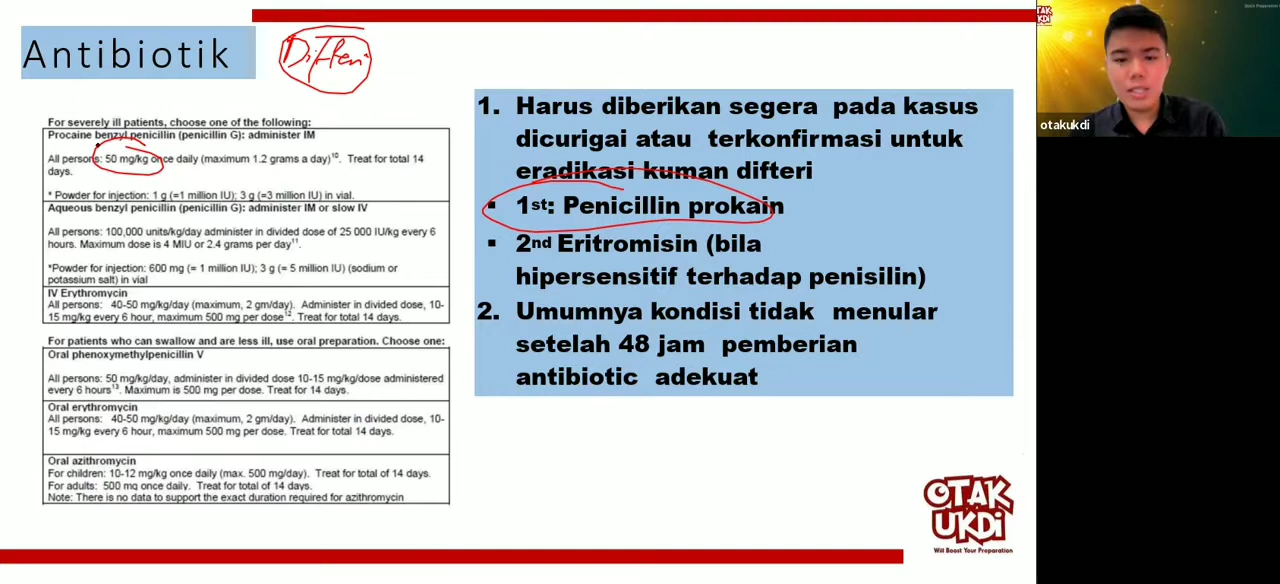 Antibiotik
Difteri
For severely ill patients, choose one of the following:
Procaine benzyl penicillin (penicillin G): administer IM
All persons: 50 mg/kg once daily (maximum 1.2 grams a day)¹⁰. Treat for total 14
days.
* Powder for injection: 1 g (=1 million IU); 3 g (=3 million IU) in vial.
Aqueous benzyl penicillin (penicillin G): administer IM or slow IV
All persons: 100,000 units/kg/day administer in divided dose of 25 000 IU/kg every 6
hours. Maximum dose is 4 MIU or 2.4 grams per day¹¹.
*Powder for injection: 600 mg (= 1 million IU); 3 g (= 5 million IU) (sodium or
potassium salt) in vial
IV Erythromycin
All persons: 40-50 mg/kg/day (maximum, 2 gm/day). Administer in divided dose, 10-
15 mg/kg every 6 hour, maximum 500 mg per dose¹². Treat for total 14 days.
For patients who can swallow and are less ill, use oral preparation. Choose one:
Oral phenoxymethylpenicillin V
All persons: 50 mg/kg/day, administer in divided dose 10-15 mg/kg/dose administered
every 6 hours¹³. Maximum is 500 mg per dose. Treat for 14 days.
Oral erythromycin
All persons: 40-50 mg/kg/day (maximum, 2 gm/day). Administer in divided dose, 10-
15 mg/kg every 6 hour, maximum 500 mg per dose. Treat for total 14 days.
Oral azithromycin
For children: 10-12 mg/kg once daily (max. 500 mg/day). Treat for total of 14 days.
For adults: 500 mg once daily. Treat for total of 14 days.
Note: There is no data to support the exact duration required for azithromycin
1. Harus diberikan segera pada kasus
dicurigai atau terkonfirmasi untuk
eradikasi kuman difteri
▪ 1st: Penicillin prokain
▪ 2nd Eritromisin (bila
hipersensitif terhadap penisilin)
2. Umumnya kondisi tidak menular
setelah 48 jam pemberian
antibiotic adekuat
OTAK
UKDI
Will Boost Your Preparation
otakukdi